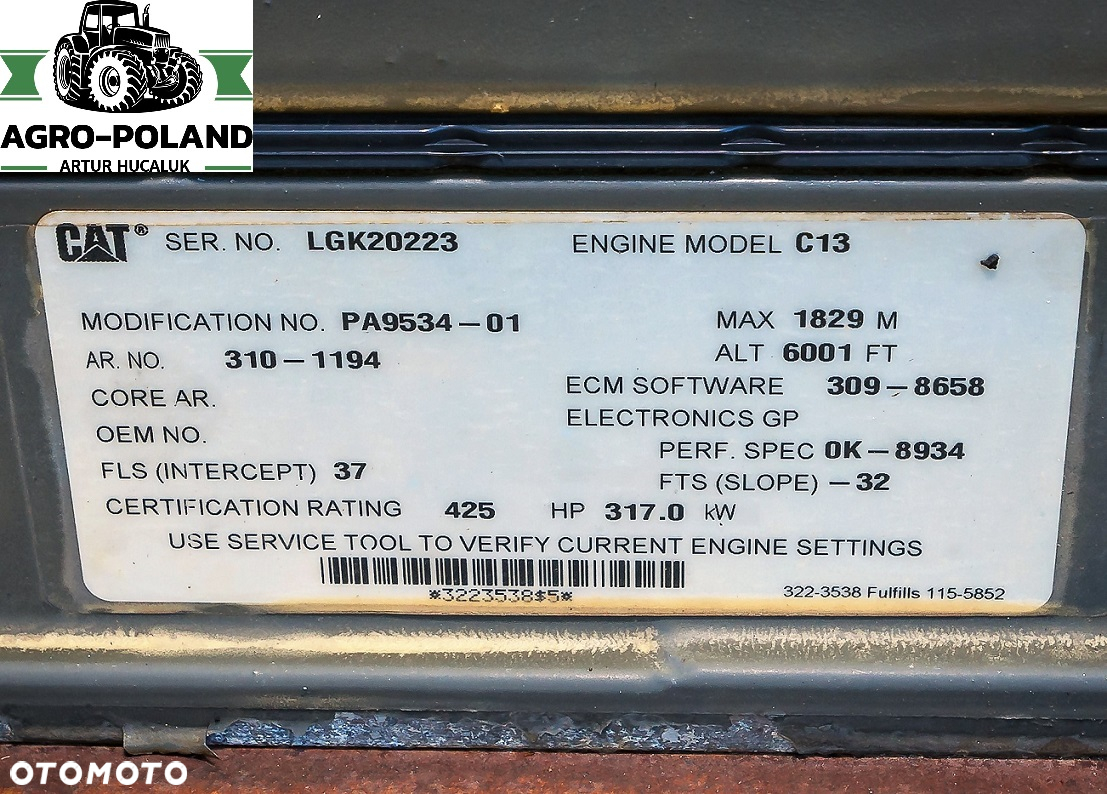 AGRO-POLAND
ARTUR HUCALUK
CAT® SER. NO. LGK20223 ENGINE MODEL C13
MODIFICATION NO. PA9534-01 MAX 1829 M
AR. NO. 310-1194 ALT 6001 FT
CORE AR. ECM SOFTWARE 309-8658
OEM NO. ELECTRONICS GP
PERF. SPEC 0K-8934
FLS (INTERCEPT) 37 FTS (SLOPE) -32
CERTIFICATION RATING 425 HP 317.0 kW
USE SERVICE TOOL TO VERIFY CURRENT ENGINE SETTINGS
*3223538$5* 322-3538 Fulfills 115-5852
OTOMOTO